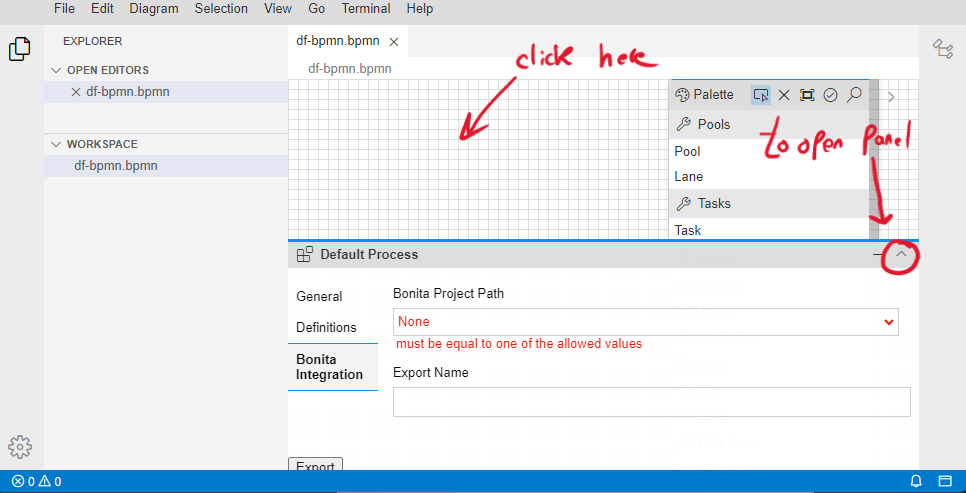 File Edit Diagram Selection View Go Terminal Help
EXPLORER
OPEN EDITORS
df-bpmn.bpmn
WORKSPACE
df-bpmn.bpmn
df-bpmn.bpmn
df-bpmn.bpmn
click here
Palette
Pools
Pool
Lane
Tasks
Task
to open panel
Default Process
General
Definitions
Bonita
Integration
Bonita Project Path
None
must be equal to one of the allowed values
Export Name
Export
0 0